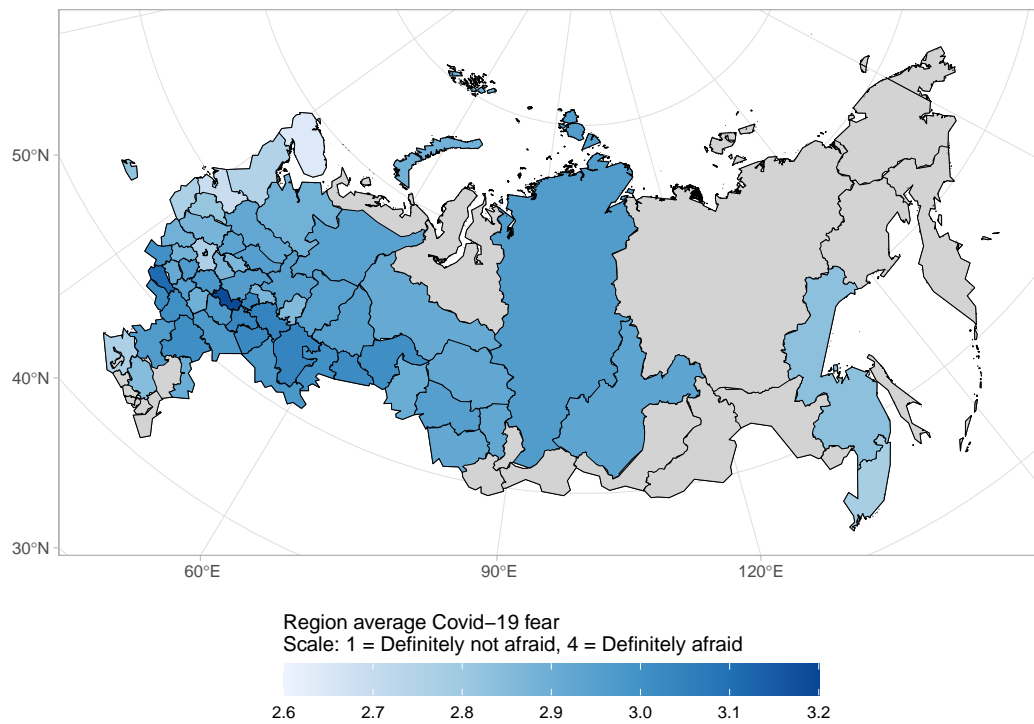 50°N
40°N
30°N
60°E
90°E
120°E
Region average Covid−19 fear
Scale: 1 = Definitely not afraid, 4 = Definitely afraid
2.6
2.7
2.8
2.9
3.0
3.1
3.2